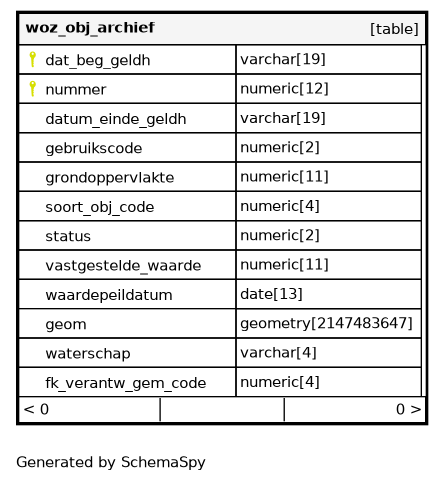 woz_obj_archief [table]
dat_beg_geldh varchar[19]
nummer numeric[12]
datum_einde_geldh varchar[19]
gebruikscode numeric[2]
grondoppervlakte numeric[11]
soort_obj_code numeric[4]
status numeric[2]
vastgestelde_waarde numeric[11]
waardepeildatum date[13]
geom geometry[2147483647]
waterschap varchar[4]
fk_verantw_gem_code numeric[4]
< 0 0 >
Generated by SchemaSpy